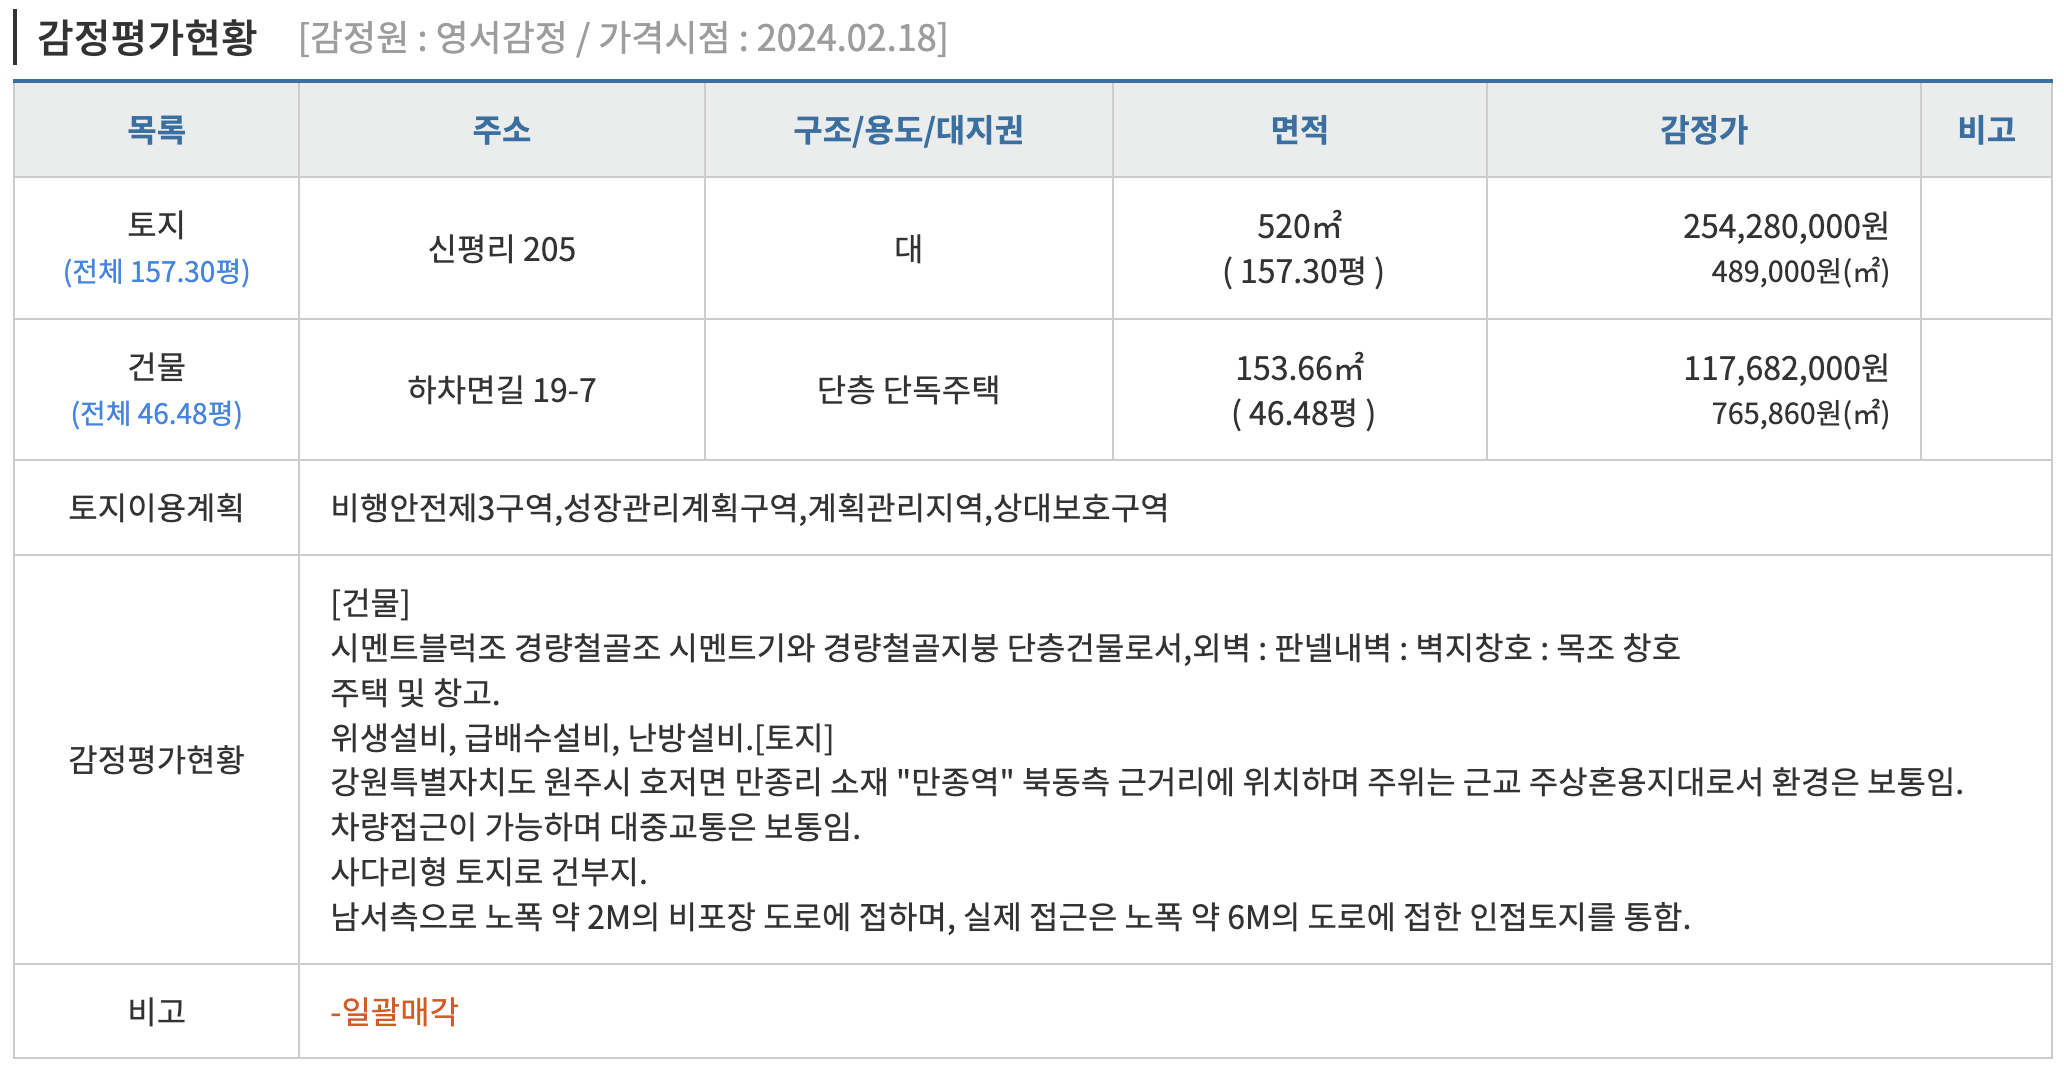 감정평가현황 [감정원 : 영서감정 / 가격시점 : 2024.02.18]
목록 주소 구조/용도/대지권 면적 감정가 비고
토지
(전체 157.30평)
신평리 205
대
520㎡
( 157.30평 )
254,280,000원
489,000원(㎡)
건물
(전체 46.48평)
하차면길 19-7
단층 단독주택
153.66㎡
( 46.48평 )
117,682,000원
765,860원(㎡)
토지이용계획
비행안전제3구역,성장관리계획구역,계획관리지역,상대보호구역
감정평가현황
[건물]
시멘트블럭조 경량철골조 시멘트기와 경량철골지붕 단층건물로서,외벽 : 판넬내벽 : 벽지창호 : 목조 창호
주택 및 창고.
위생설비, 급배수설비, 난방설비.[토지]
강원특별자치도 원주시 호저면 만종리 소재 "만종역" 북동측 근거리에 위치하며 주위는 근교 주상혼용지대로서 환경은 보통임.
차량접근이 가능하며 대중교통은 보통임.
사다리형 토지로 건부지.
남서측으로 노폭 약 2M의 비포장 도로에 접하며, 실제 접근은 노폭 약 6M의 도로에 접한 인접토지를 통함.
비고
-일괄매각